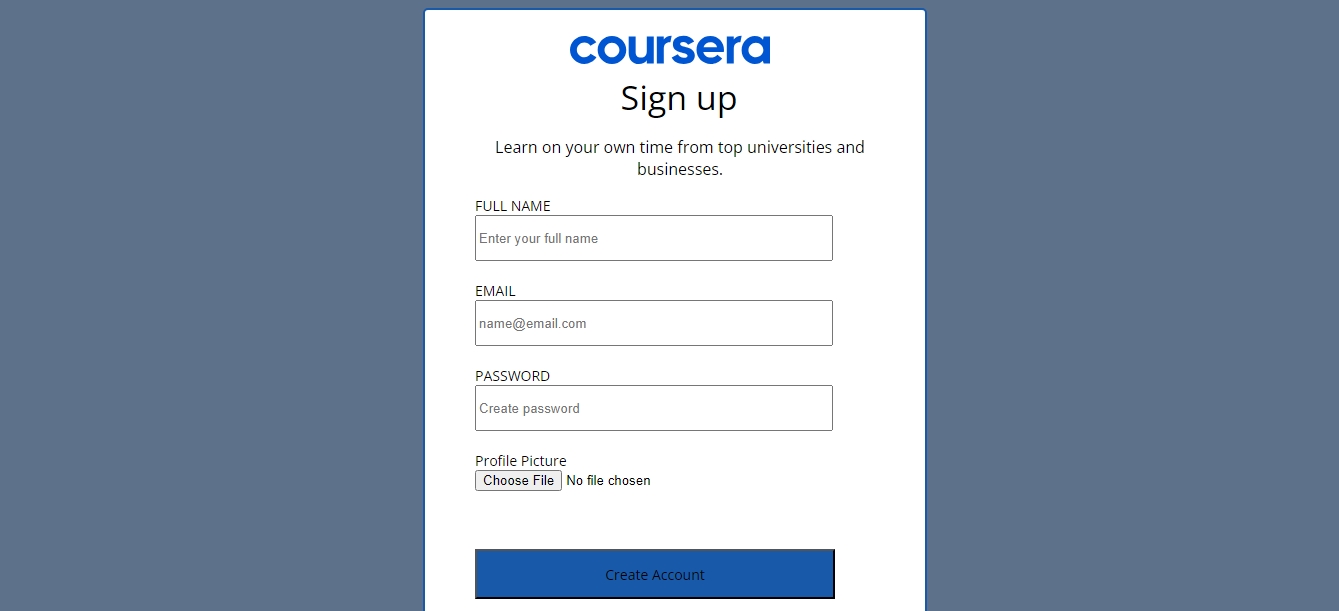 coursera
Sign up
Learn on your own time from top universities and
businesses.
FULL NAME
Enter your full name
EMAIL
name@email.com
PASSWORD
Create password
Profile Picture
Choose File No file chosen
Create Account